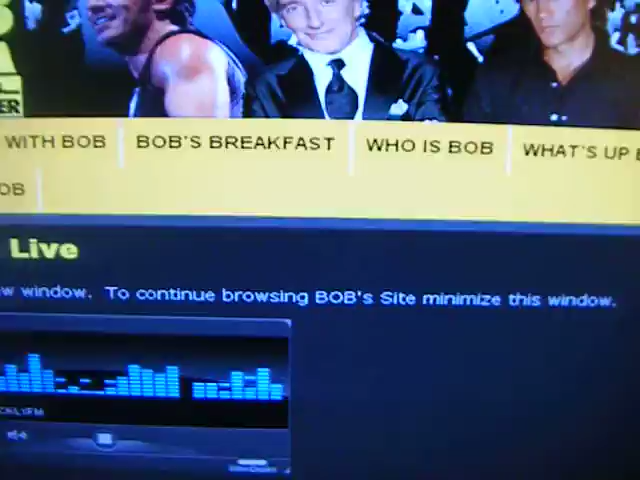 ER
WITH BOB
BOB'S BREAKFAST
WHO IS BOB
WHAT'S UP
OB
Live
w window. To continue browsing BOB's Site minimize this window.